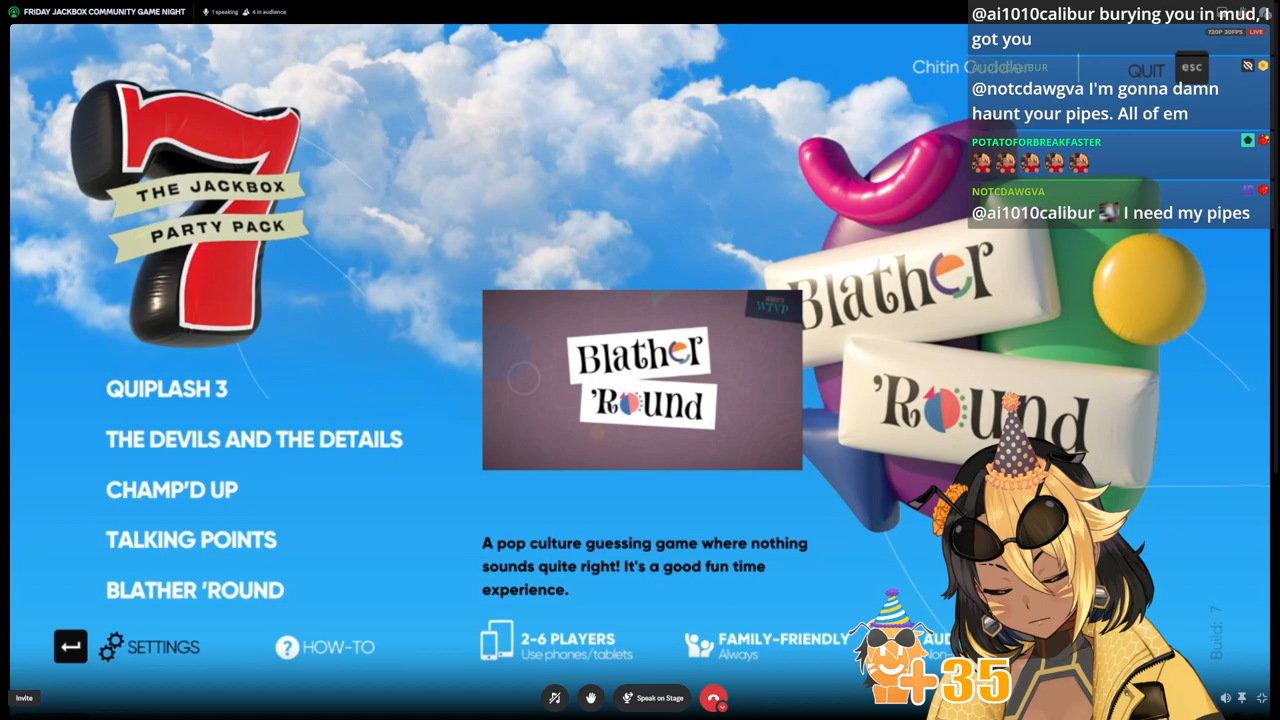 FRIDAY JACKBOX COMMUNITY GAME NIGHT
1 speaking 4 in audience
@ai1010calibur burying you in mud, I
got you
720P 30FPS LIVE
@notcdawgva I'm gonna damn
haunt your pipes. All of em
POTATOFORBREAKFASTER
NOTCDAWGVA
@ai1010calibur I need my pipes
Chitin Cuddler
QUIT
esc
7
THE JACKBOX
PARTY PACK
QUIPLASH 3
THE DEVILS AND THE DETAILS
CHAMP'D UP
TALKING POINTS
BLATHER 'ROUND
SETTINGS
HOW-TO
WTVP
Blather
'Round
Blather
'Round
A pop culture guessing game where nothing
sounds quite right! It's a good fun time
experience.
2-6 PLAYERS
Use phones/tablets
FAMILY-FRIENDLY
Always
AUD
Non-
+35
Build: 7
Invite
Speak on Stage